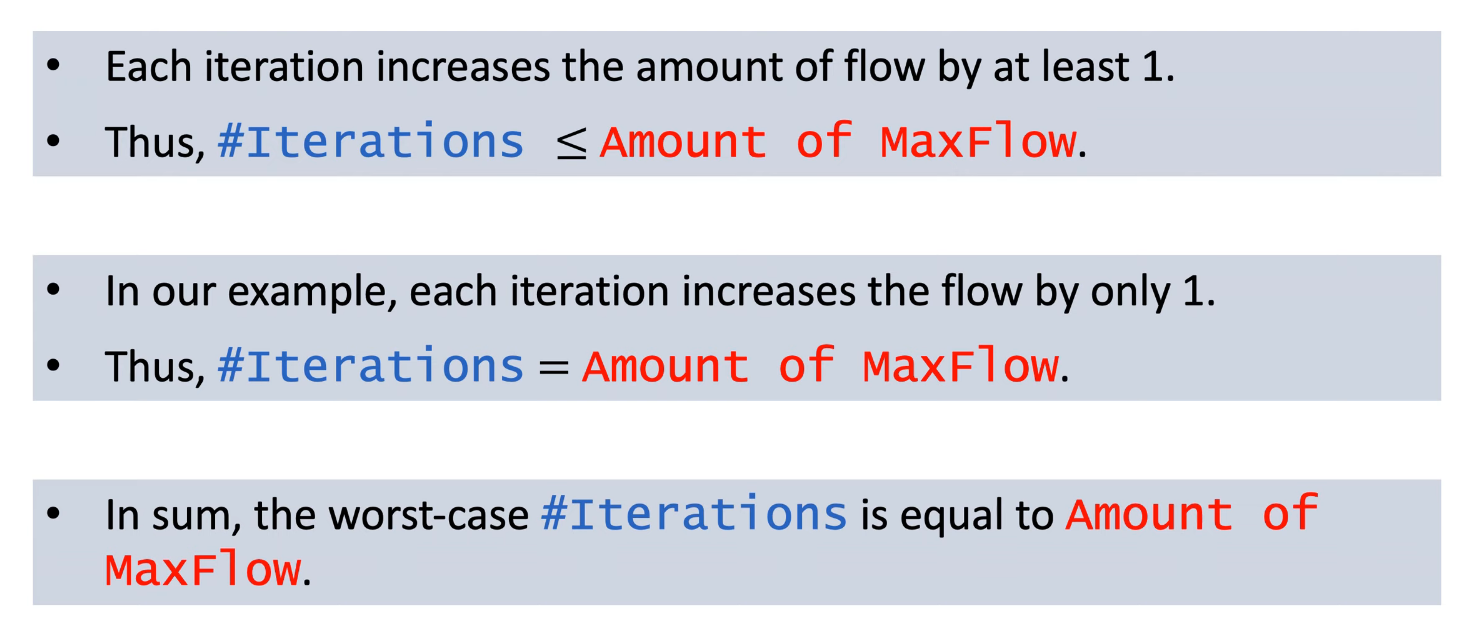 • Each iteration increases the amount of flow by at least 1.
• Thus, #Iterations ≤ Amount of MaxFlow.
• In our example, each iteration increases the flow by only 1.
• Thus, #Iterations = Amount of MaxFlow.
• In sum, the worst-case #Iterations is equal to Amount of
MaxFlow.